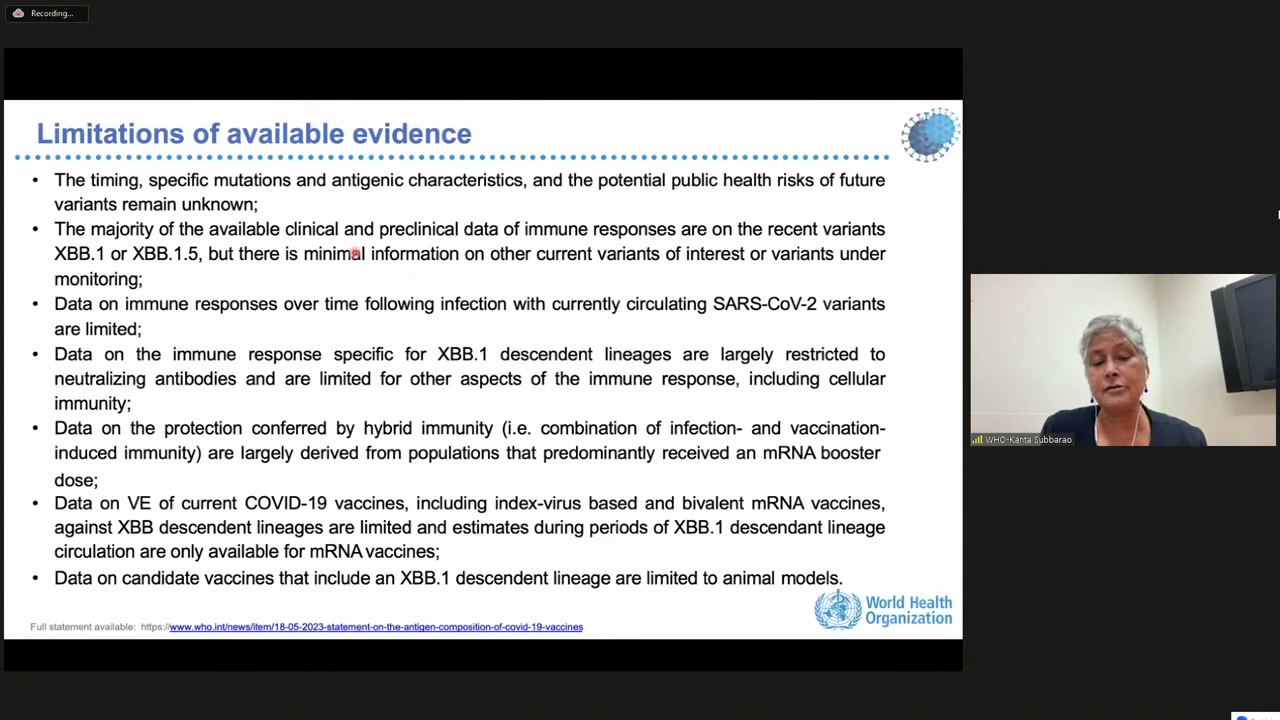 Recording...
Limitations of available evidence
• The timing, specific mutations and antigenic characteristics, and the potential public health risks of future
variants remain unknown;
• The majority of the available clinical and preclinical data of immune responses are on the recent variants
XBB.1 or XBB.1.5, but there is minimal information on other current variants of interest or variants under
monitoring;
• Data on immune responses over time following infection with currently circulating SARS-CoV-2 variants
are limited;
• Data on the immune response specific for XBB.1 descendent lineages are largely restricted to
neutralizing antibodies and are limited for other aspects of the immune response, including cellular
immunity;
• Data on the protection conferred by hybrid immunity (i.e. combination of infection- and vaccination-
induced immunity) are largely derived from populations that predominantly received an mRNA booster
dose;
• Data on VE of current COVID-19 vaccines, including index-virus based and bivalent mRNA vaccines,
against XBB descendent lineages are limited and estimates during periods of XBB.1 descendant lineage
circulation are only available for mRNA vaccines;
• Data on candidate vaccines that include an XBB.1 descendent lineage are limited to animal models.
World Health
Organization
Full statement available: https://www.who.int/news/item/18-05-2023-statement-on-the-antigen-composition-of-covid-19-vaccines
WHO-Kanta Subbarao